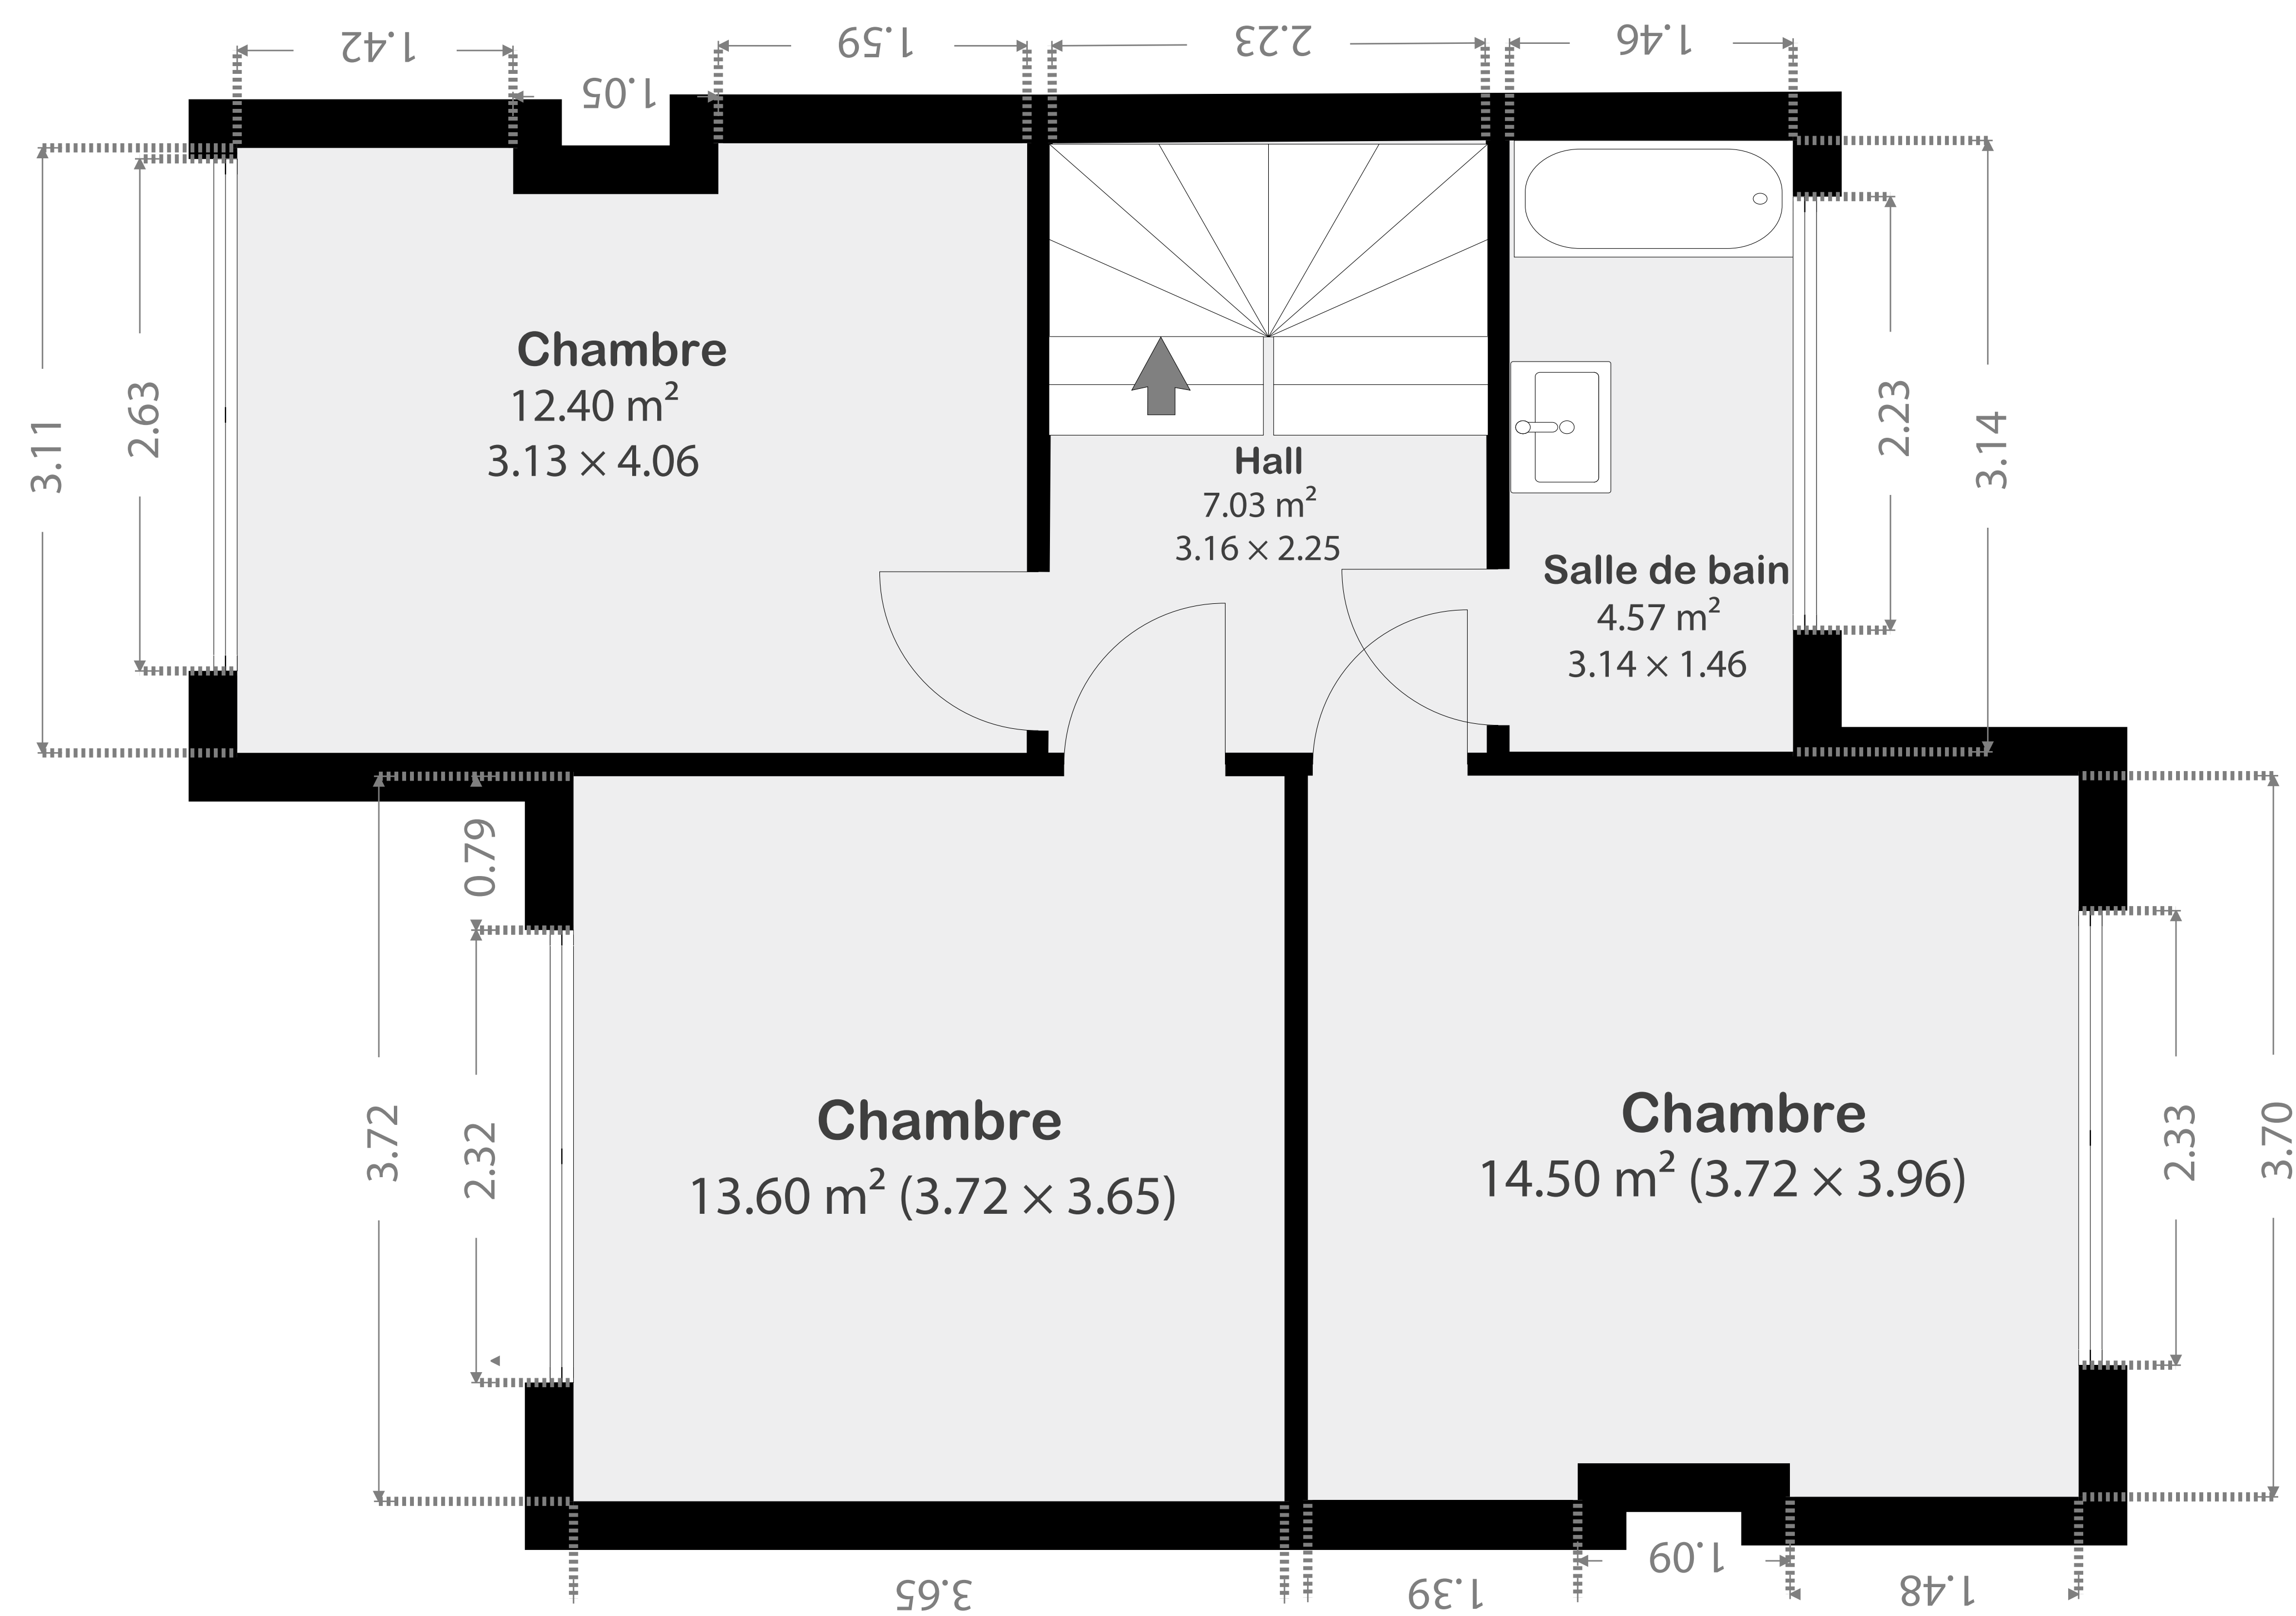 1.42
1.05
1.59
2.23
1.46
3.11
2.63
Chambre
12.40 m²
3.13 × 4.06
Hall
7.03 m²
3.16 × 2.25
Salle de bain
4.57 m²
3.14 × 1.46
2.23
3.14
0.79
3.72
2.32
Chambre
13.60 m² (3.72 × 3.65)
Chambre
14.50 m² (3.72 × 3.96)
2.33
3.70
3.65
1.39
1.09
1.48